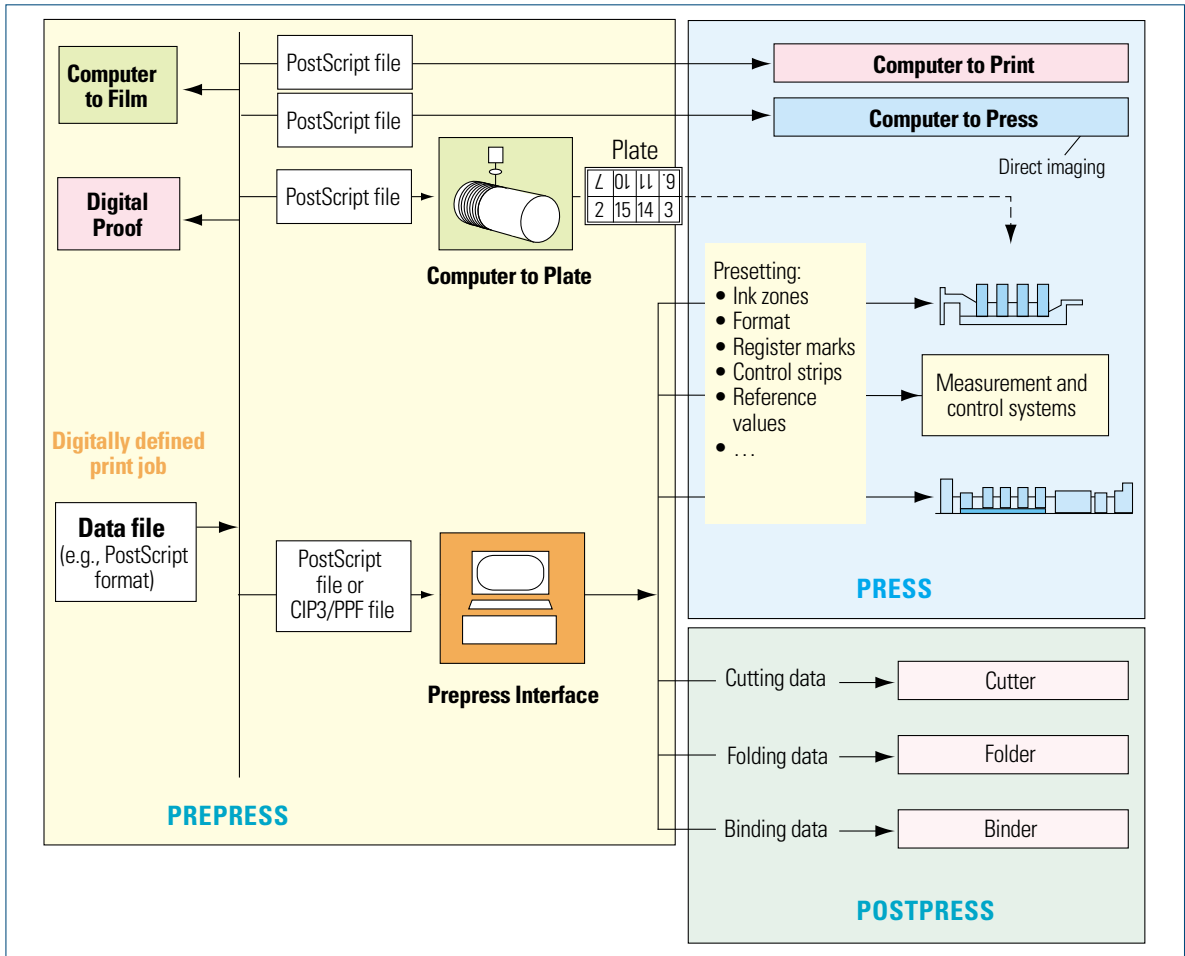 Computer
to Film
PostScript file
Computer to Print
PostScript file
Computer to Press
Direct imaging
Digital
Proof
PostScript file
Plate
7 10 11 6.
2 15 14 3
Computer to Plate
Presetting:
• Ink zones
• Format
• Register marks
• Control strips
• Reference
values
• . . .
Measurement and
control systems
PRESS
Digitally defined
print job
Data file
(e.g., PostScript
format)
PostScript
file or
CIP3/PPF file
Prepress Interface
PREPRESS
Cutting data
Cutter
Folding data
Folder
Binding data
Binder
POSTPRESS